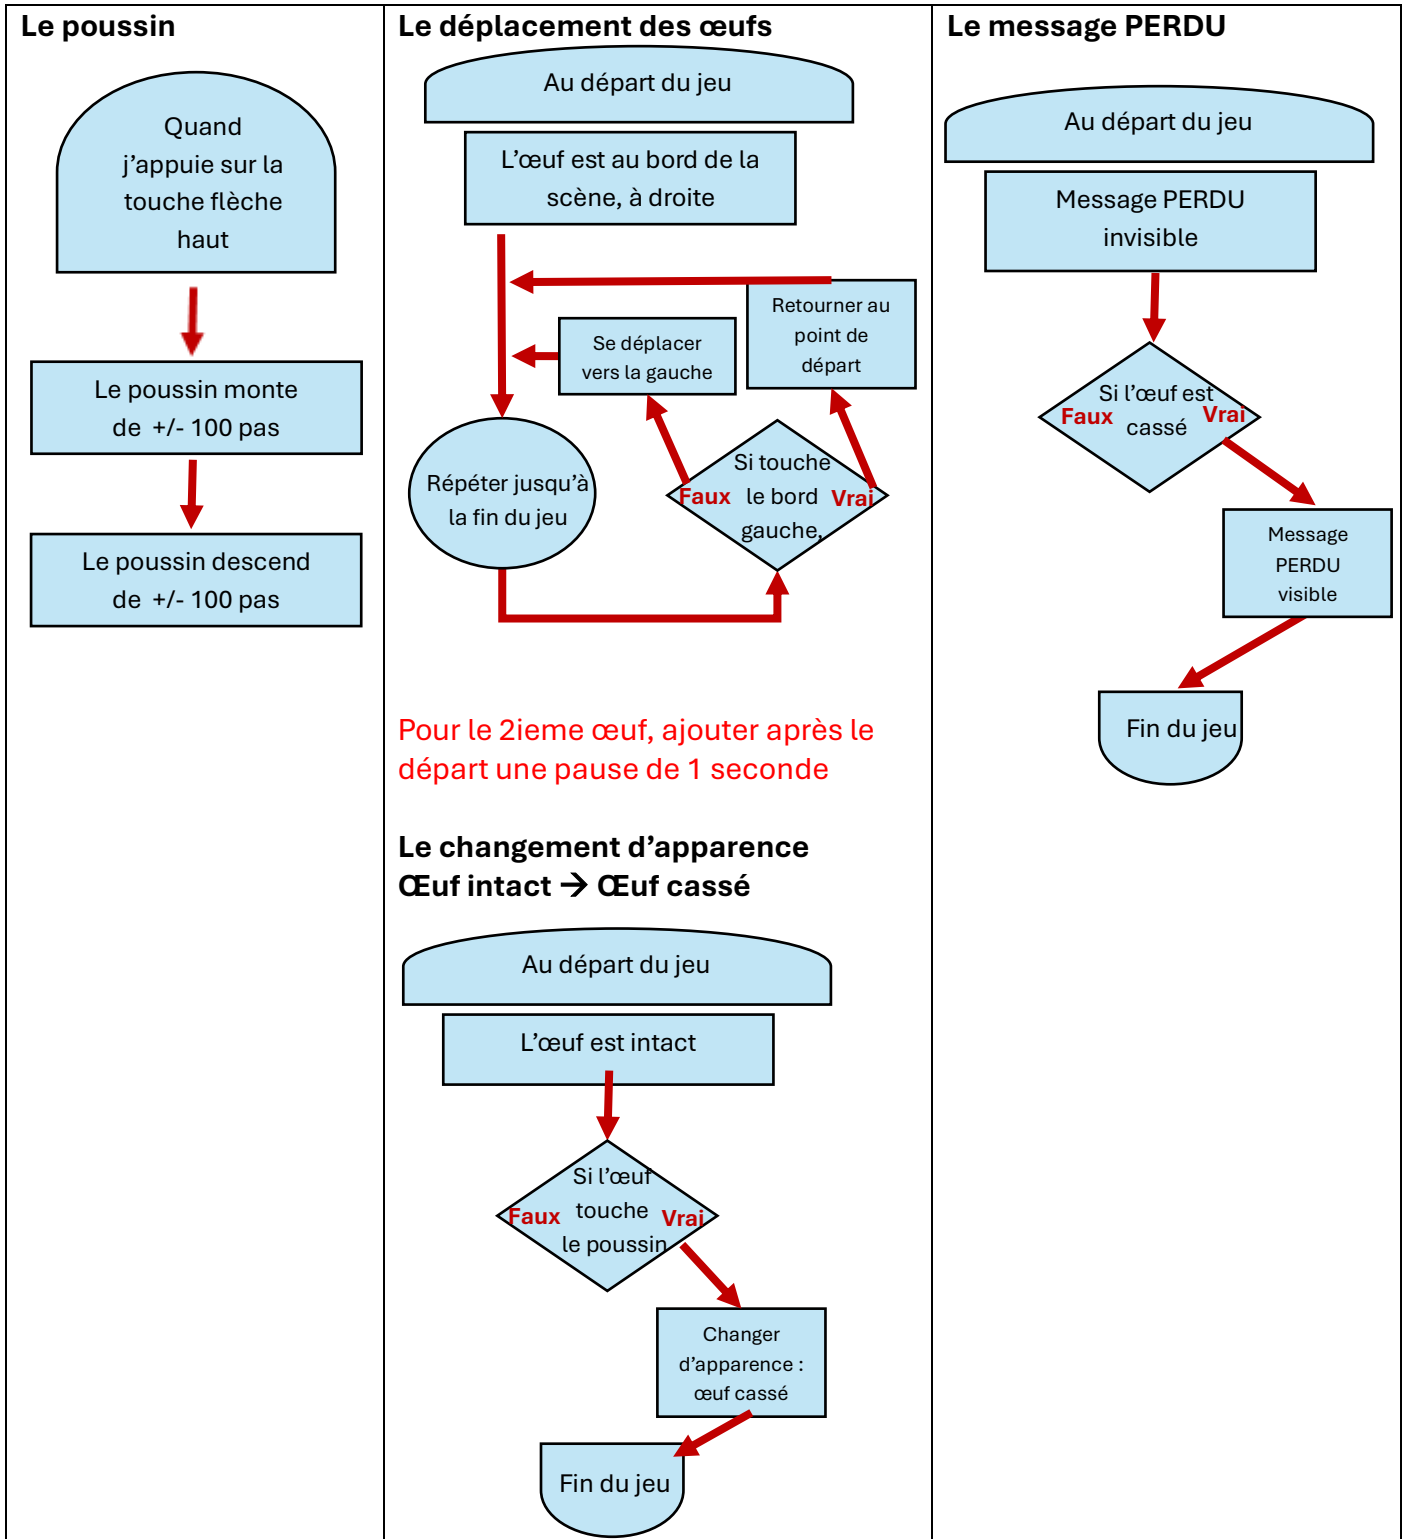 Le poussin
Quand
j’appuie sur la
touche flèche
haut
Le poussin monte
de +/- 100 pas
Le poussin descend
de +/- 100 pas
Le déplacement des œufs
Au départ du jeu
L’œuf est au bord de la
scène, à droite
Retourner au
point de
départ
Se déplacer
vers la gauche
Répéter jusqu’à
la fin du jeu
Si touche
Faux le bord Vrai
gauche,
Pour le 2ieme œuf, ajouter après le
départ une pause de 1 seconde
Le changement d’apparence
Œuf intact → Œuf cassé
Au départ du jeu
L’œuf est intact
Si l’œuf
Faux touche Vrai
le poussin
Changer
d’apparence :
œuf cassé
Fin du jeu
Le message PERDU
Au départ du jeu
Message PERDU
invisible
Si l’œuf est
Faux cassé Vrai
Message
PERDU
visible
Fin du jeu